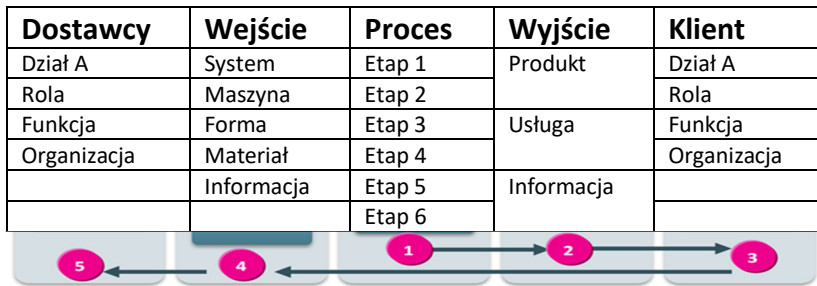 Dostawcy Wejście Proces Wyjście Klient
Dział A System Etap 1 Produkt Dział A
Rola Maszyna Etap 2 Rola
Funkcja Forma Etap 3 Usługa Funkcja
Organizacja Materiał Etap 4 Organizacja
Informacja Etap 5 Informacja
Etap 6
1 2 3
5 4